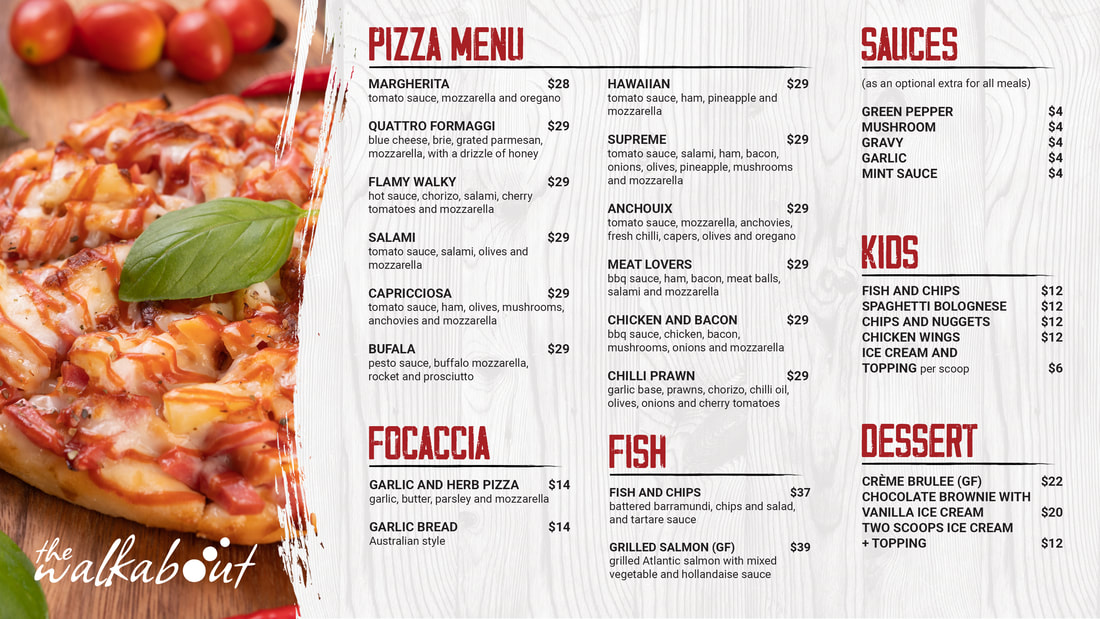 PIZZA MENU
MARGHERITA $28
tomato sauce, mozzarella and oregano
QUATTRO FORMAGGI $29
blue cheese, brie, grated parmesan,
mozzarella, with a drizzle of honey
FLAMY WALKY $29
hot sauce, chorizo, salami, cherry
tomatoes and mozzarella
SALAMI $29
tomato sauce, salami, olives and
mozzarella
CAPRICCIOSA $29
tomato sauce, ham, olives, mushrooms,
anchovies and mozzarella
BUFALA $29
pesto sauce, buffalo mozzarella,
rocket and prosciutto
HAWAIIAN $29
tomato sauce, ham, pineapple and
mozzarella
SUPREME $29
tomato sauce, salami, ham, bacon,
onions, olives, pineapple, mushrooms
and mozzarella
ANCHOUIX $29
tomato sauce, mozzarella, anchovies,
fresh chilli, capers, olives and oregano
MEAT LOVERS $29
bbq sauce, ham, bacon, meat balls,
salami and mozzarella
CHICKEN AND BACON $29
bbq sauce, chicken, bacon,
mushrooms, onions and mozzarella
CHILLI PRAWN $29
garlic base, prawns, chorizo, chilli oil,
olives, onions and cherry tomatoes
FOCACCIA
GARLIC AND HERB PIZZA $14
garlic, butter, parsley and mozzarella
GARLIC BREAD $14
Australian style
FISH
FISH AND CHIPS $37
battered barramundi, chips and salad,
and tartare sauce
GRILLED SALMON (GF) $39
grilled Atlantic salmon with mixed
vegetable and hollandaise sauce
SAUCES
(as an optional extra for all meals)
GREEN PEPPER $4
MUSHROOM $4
GRAVY $4
GARLIC $4
MINT SAUCE $4
KIDS
FISH AND CHIPS $12
SPAGHETTI BOLOGNESE $12
CHIPS AND NUGGETS $12
CHICKEN WINGS $12
ICE CREAM AND
TOPPING per scoop $6
DESSERT
CRÈME BRULEE (GF) $22
CHOCOLATE BROWNIE WITH
VANILLA ICE CREAM $20
TWO SCOOPS ICE CREAM
+ TOPPING $12
the
walkabout